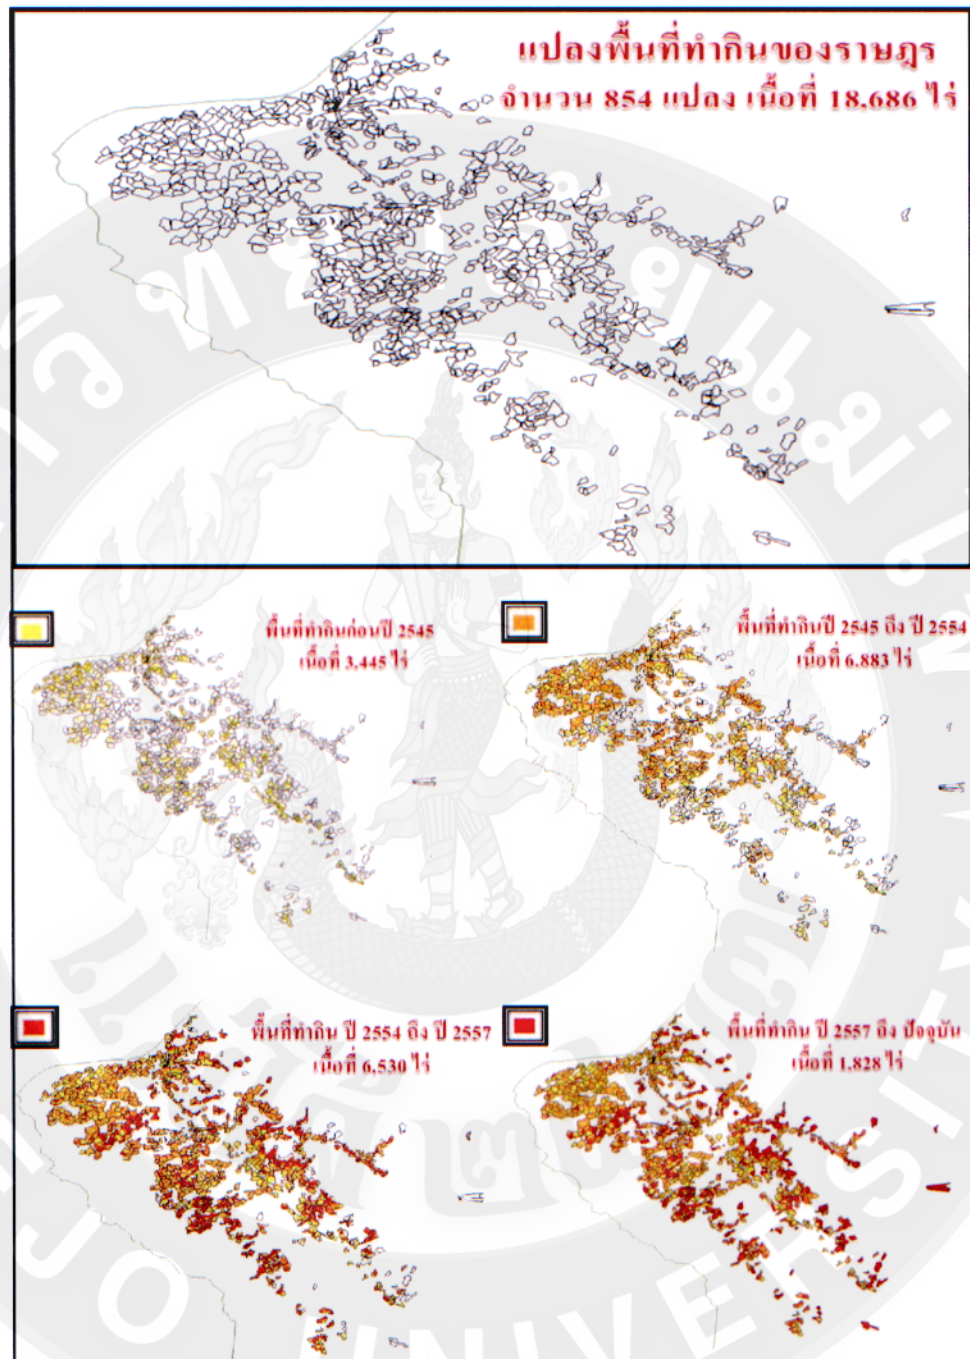 แปลงพื้นที่ทำกินของราษฎร
จำนวน 854 แปลง เนื้อที่ 18,686 ไร่
พื้นที่ทำกินก่อนปี 2545
เนื้อที่ 3,445 ไร่
พื้นที่ทำกินปี 2545 ถึง ปี 2554
เนื้อที่ 6,883 ไร่
พื้นที่ทำกิน ปี 2554 ถึง ปี 2557
เนื้อที่ 6,530 ไร่
พื้นที่ทำกิน ปี 2557 ถึง ปัจจุบัน
เนื้อที่ 1,828 ไร่
JO UNIVERSITY